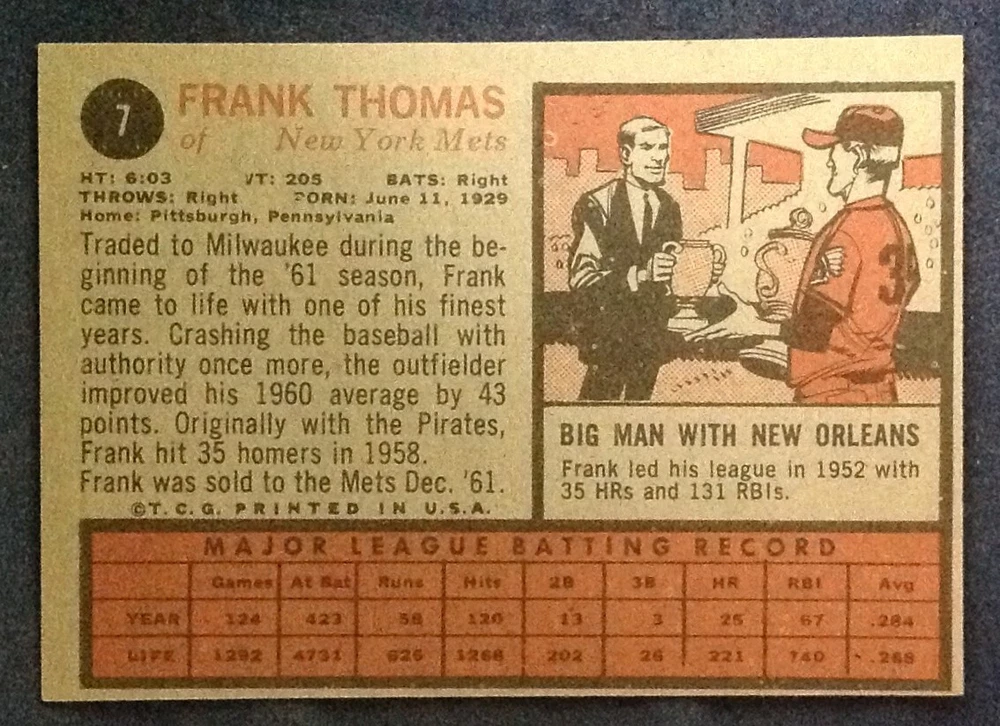 7
FRANK THOMAS
of New York Mets
HT: 6:03 WT: 205 BATS: Right
THROWS: Right BORN: June 11, 1929
Home: Pittsburgh, Pennsylvania
Traded to Milwaukee during the be-
ginning of the '61 season, Frank
came to life with one of his finest
years. Crashing the baseball with
authority once more, the outfielder
improved his 1960 average by 43
points. Originally with the Pirates,
Frank hit 35 homers in 1958.
Frank was sold to the Mets Dec. '61.
©T.C.G. PRINTED IN U.S.A.
3
BIG MAN WITH NEW ORLEANS
Frank led his league in 1952 with
35 HRs and 131 RBIs.
MAJOR LEAGUE BATTING RECORD
Games At Bat Runs Hits 2B 3B HR RBI Avg
YEAR 124 423 58 120 13 3 25 67 .284
LIFE 1292 4731 626 1268 202 26 221 740 .268